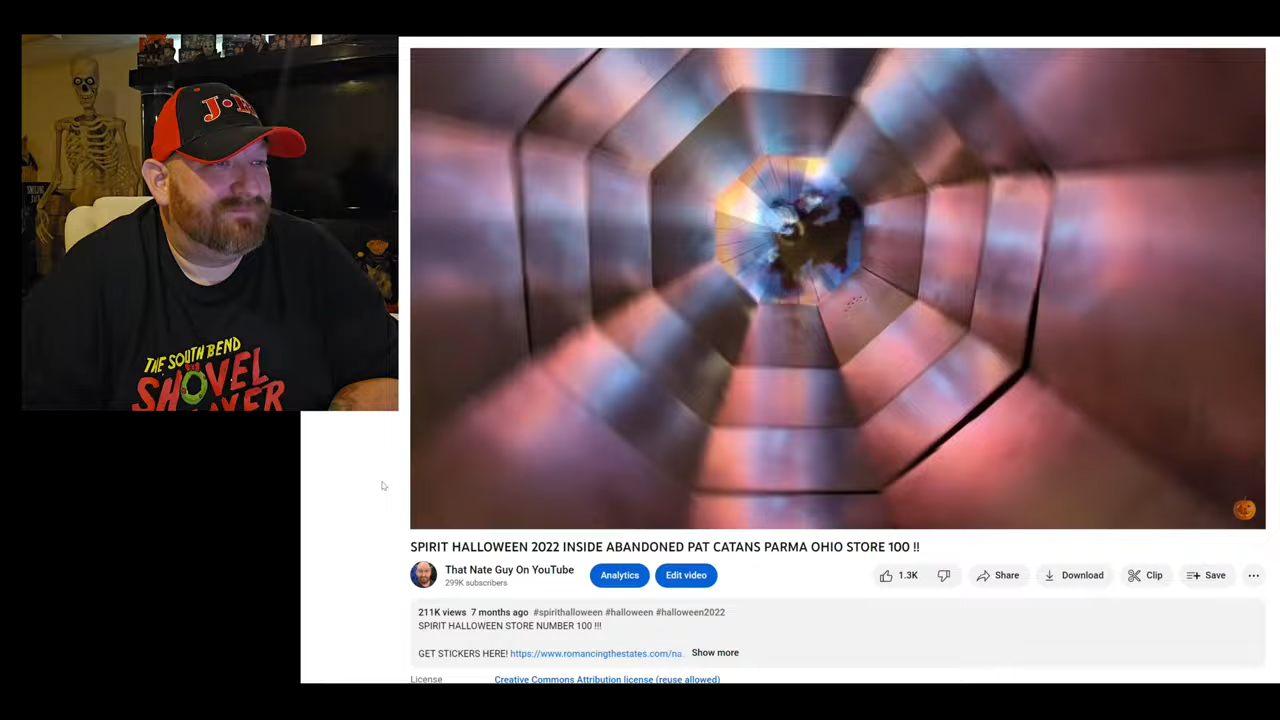 J·
THE SOUTH BEND
SHOVEL
SPIRIT HALLOWEEN 2022 INSIDE ABANDONED PAT CATANS PARMA OHIO STORE 100 !!
That Nate Guy On YouTube
299K subscribers
Analytics
Edit video
1.3K
Share
Download
Clip
Save
211K views 7 months ago #spirithalloween #halloween #halloween2022
SPIRIT HALLOWEEN STORE NUMBER 100 !!!
GET STICKERS HERE! https://www.romancingthestates.com/na... Show more
License
Creative Commons Attribution license (reuse allowed)